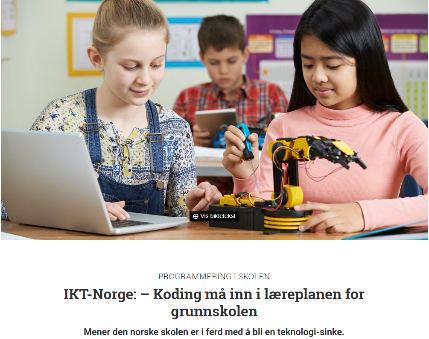 Vis bildetekst
PROGRAMMERING I SKOLEN
IKT-Norge: – Koding må inn i læreplanen for
grunnskolen
Mener den norske skolen er i ferd med å bli en teknologi-sinke.